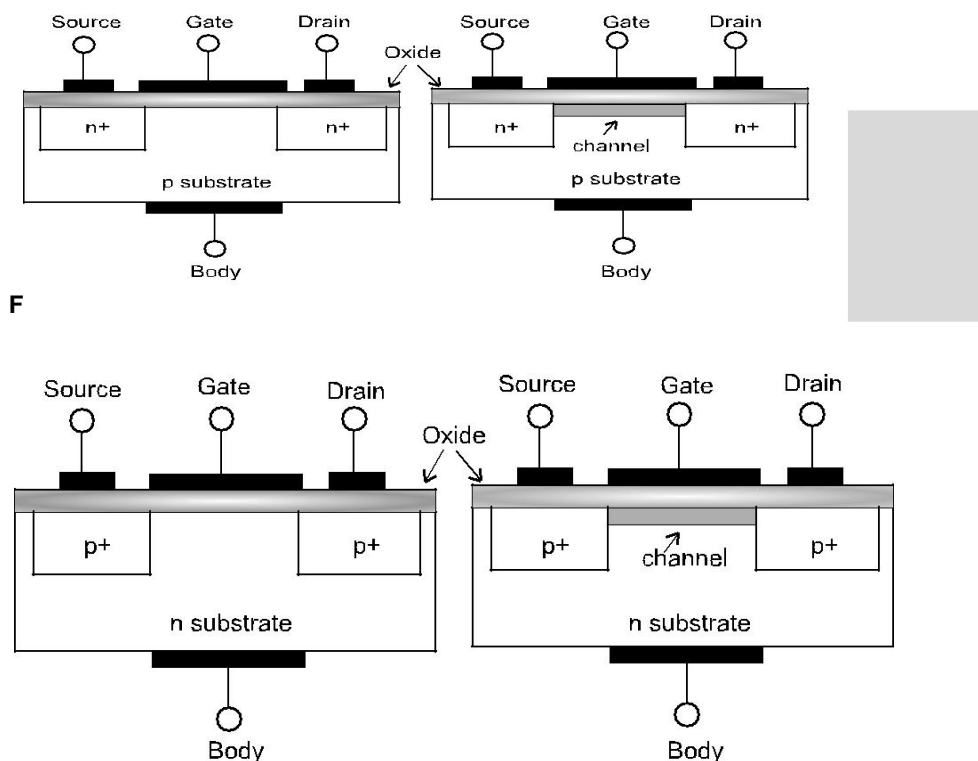 Source Gate Drain Oxide Source Gate Drain
n+ n+ n+ n+
channel
p substrate p substrate
Body Body
F
Source Gate Drain Oxide Source Gate Drain
p+ p+ p+ p+
channel
n substrate n substrate
Body Body